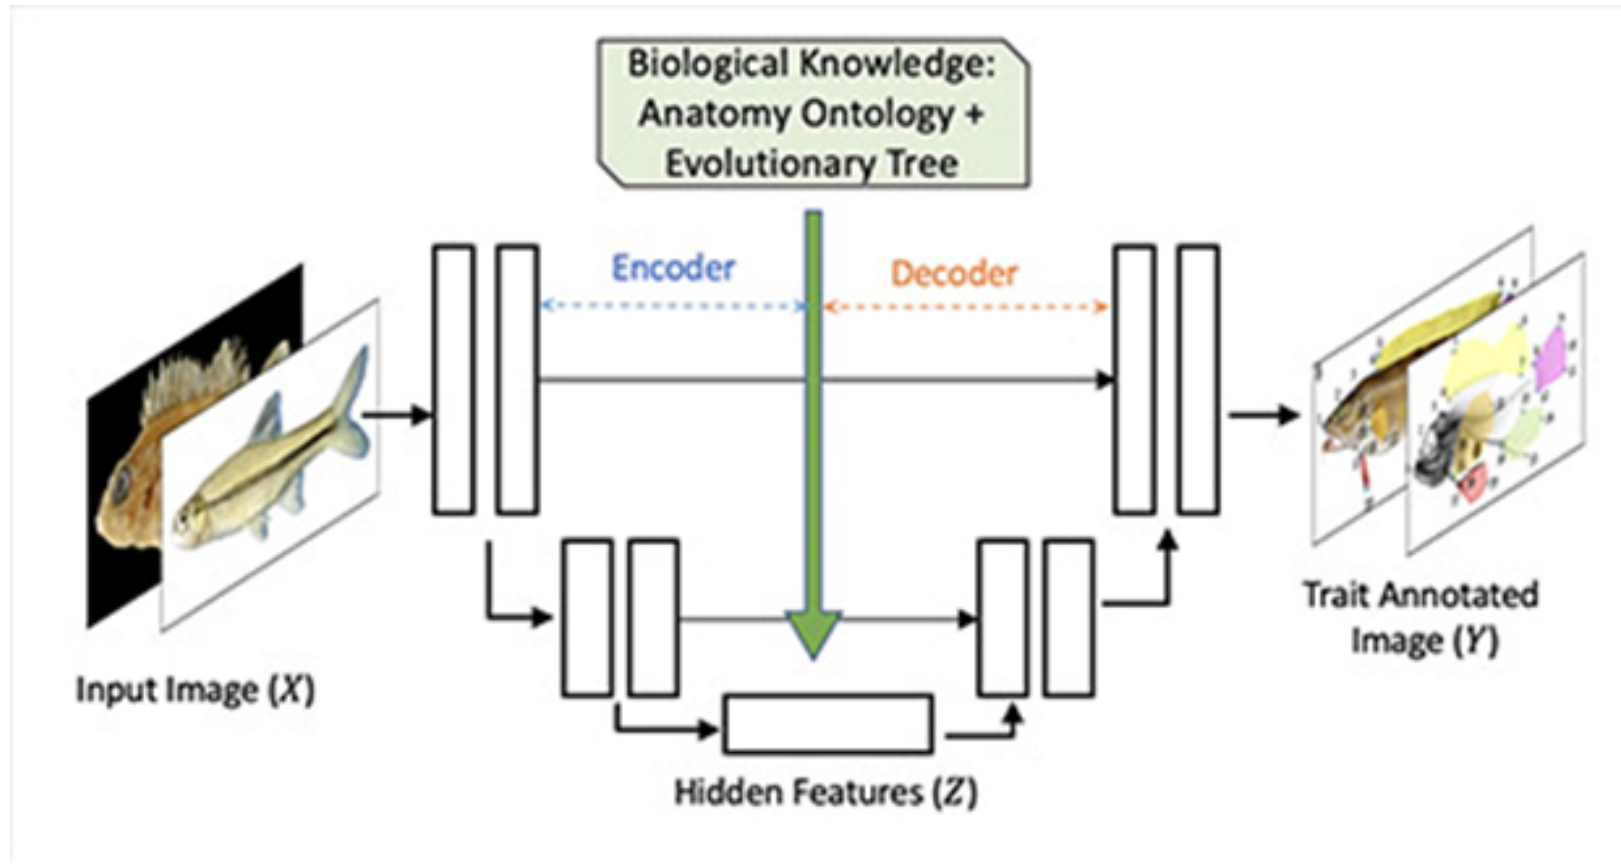 Biological Knowledge:
Anatomy Ontology +
Evolutionary Tree
Encoder
Decoder
Input Image (X)
Trait Annotated
Image (Y)
Hidden Features (Z)